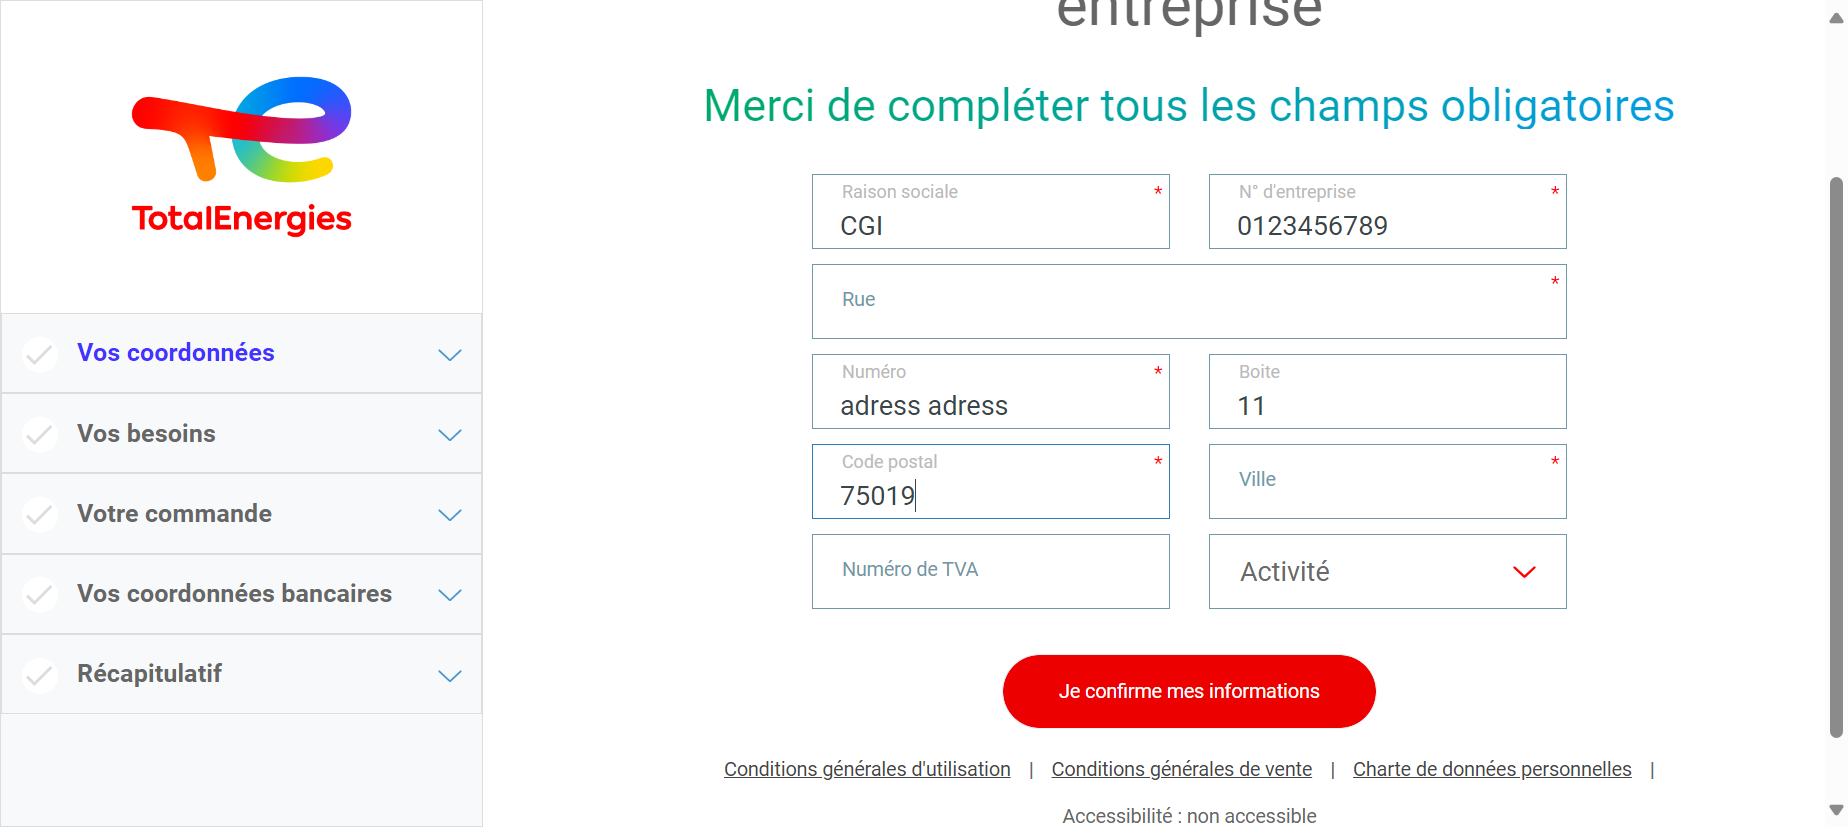 TotalEnergies
Vos coordonnées
Vos besoins
Votre commande
Vos coordonnées bancaires
Récapitulatif
entreprise
Merci de compléter tous les champs obligatoires
Raison sociale *
CGI
N° d'entreprise *
0123456789
Rue *
Numéro *
adress adress
Boite
11
Code postal *
75019
Ville *
Numéro de TVA
Activité
Je confirme mes informations
Conditions générales d'utilisation | Conditions générales de vente | Charte de données personnelles |
Accessibilité : non accessible